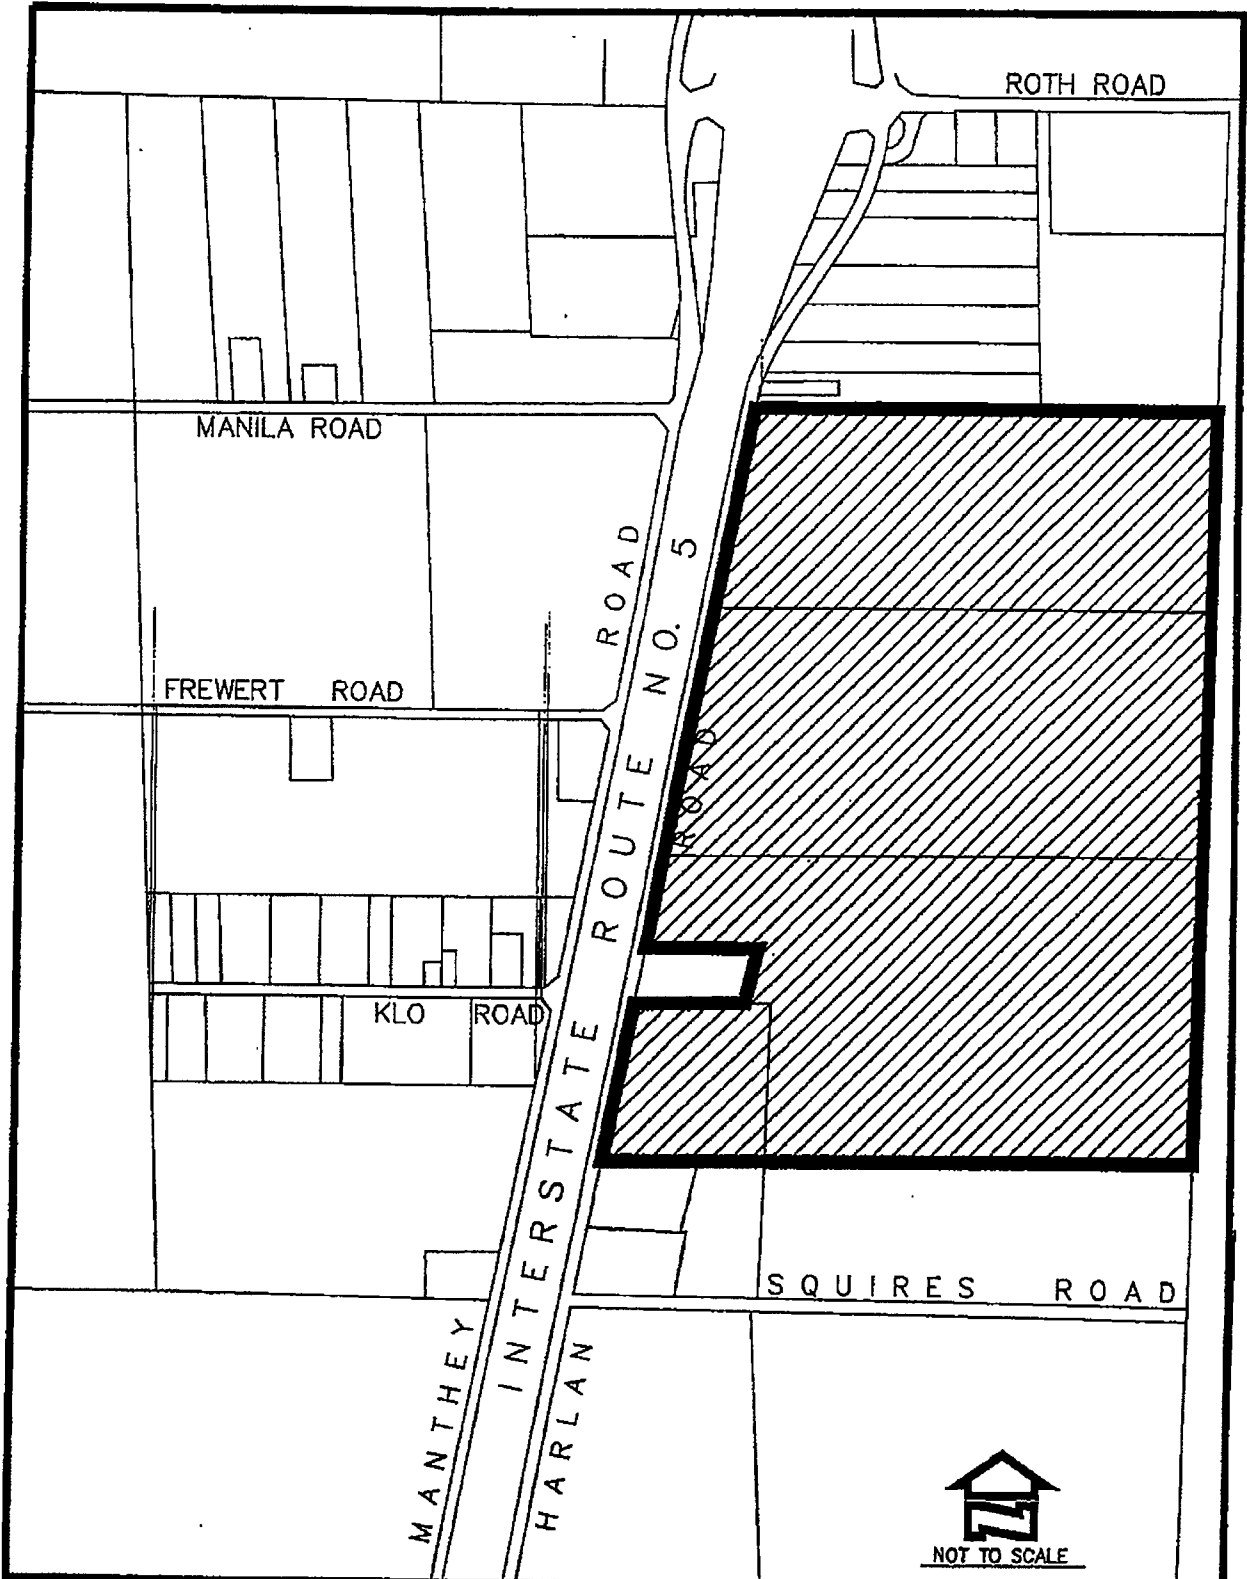 ROTH ROAD
MANILA ROAD
ROAD
INTERSTATE ROUTE NO. 5
FREWERT ROAD
ROAD
KLO ROAD
SQUIRES ROAD
MANTHEY
HARLAN
N
NOT TO SCALE